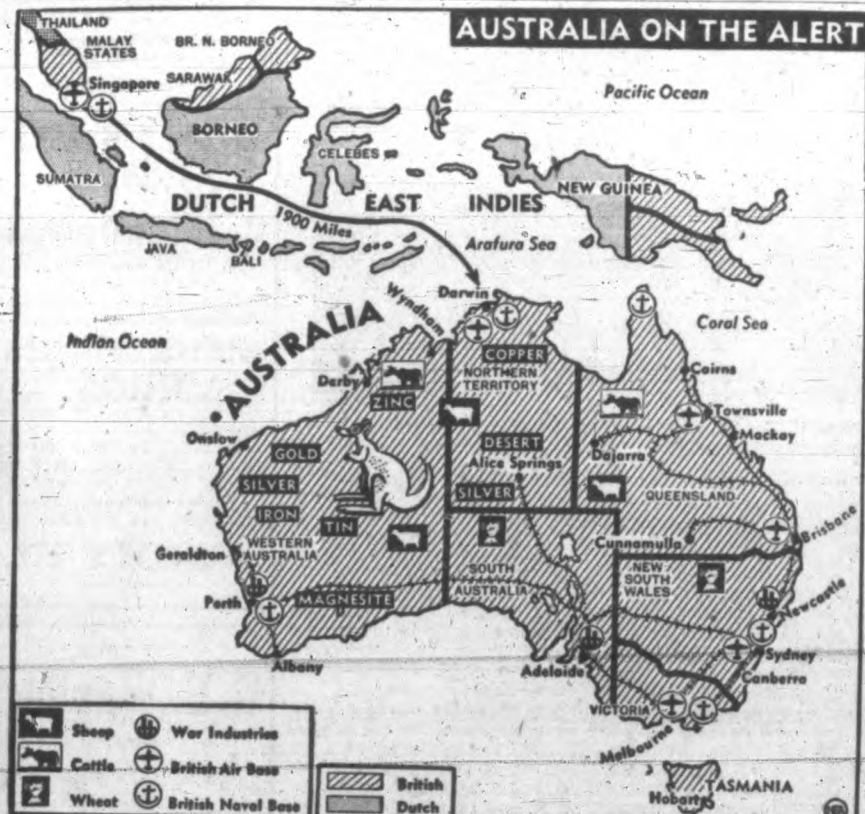 AUSTRALIA ON THE ALERT
THAILAND
MALAY
STATES
BR. N. BORNEO
SARAWAK
Singapore
Pacific Ocean
BORNEO
CELEBES
SUMATRA
NEW GUINEA
DUTCH EAST INDIES
1900 Miles
JAVA
BALI
Arafura Sea
Darwin
Wyndham
Coral Sea
Indian Ocean
AUSTRALIA
COPPER
NORTHERN
TERRITORY
Cairns
Derby
ZINC
Townsville
Mackay
Onslow
GOLD
DESERT
Dajarra
Alice Springs
SILVER
SILVER
QUEENSLAND
IRON
TIN
Cunnamulla
Brisbane
Geraldton
WESTERN
AUSTRALIA
SOUTH
AUSTRALIA
NEW
SOUTH
WALES
Perth
MAGNESITE
Newcastle
Sydney
Albany
Adelaide
Canberra
VICTORIA
Melbourne
Sheep
War Industries
Cattle
British Air Base
Wheat
British Naval Base
British
Dutch
TASMANIA
Hobart